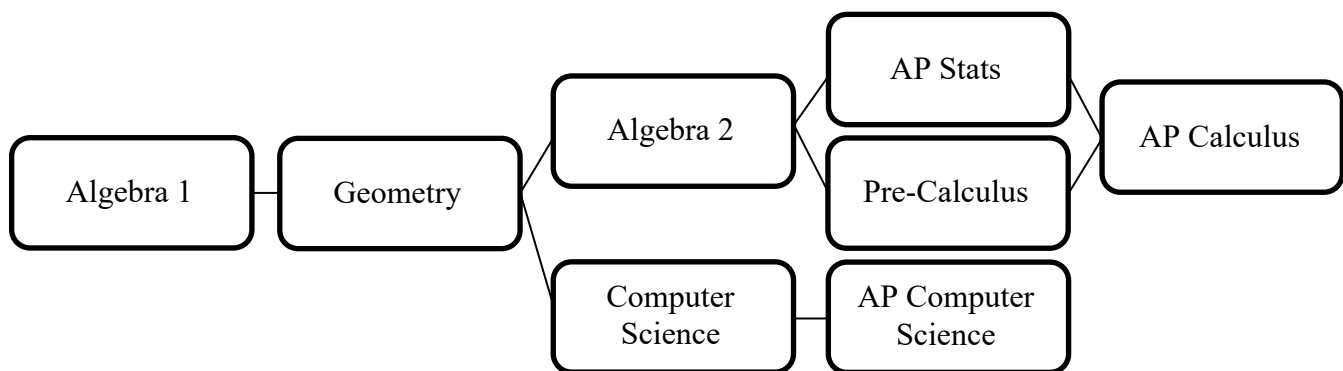 Algebra 1
Geometry
Algebra 2
Computer
Science
AP Stats
Pre-Calculus
AP Computer
Science
AP Calculus